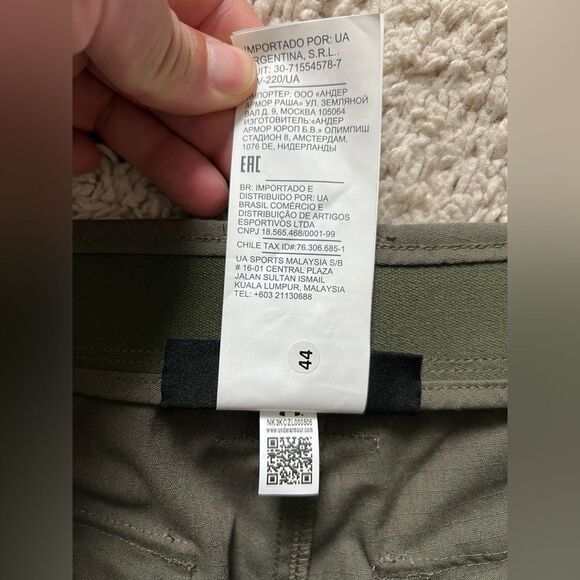 IMPORTADO POR: UA
ARGENTINA, S.R.L..
CUIT: 30-71554578-7
V-220/UA
ИМПОРТЕР: ООО «АНДЕР
АРМОР РАША» УЛ. ЗЕМЛЯНОЙ
ВАЛ Д. 9, МОСКВА 105064
ИЗГОТОВИТЕЛЬ:«АНДЕР
АРМОР ЮРОП Б.В.» ОЛИМПИШ
СТАДИОН 8, АМСТЕРДАМ,
1076 DE, НИДЕРЛАНДЫ
EAC
BR: IMPORTADO E
DISTRIBUIDO POR: UA
BRASIL COMÉRCIO E
DISTRIBUIÇÃO DE ARTIGOS
ESPORTIVOS LTDA
CNPJ 18.565.468/0001-99
CHILE TAX ID#:76.306.685-1
UA SPORTS MALAYSIA S/B
# 16-01 CENTRAL PLAZA
JALAN SULTAN ISMAIL
KUALA LUMPUR, MALAYSIA
TEL: +603 21130688
44
NK3KCZL000506
www.underarmour.com